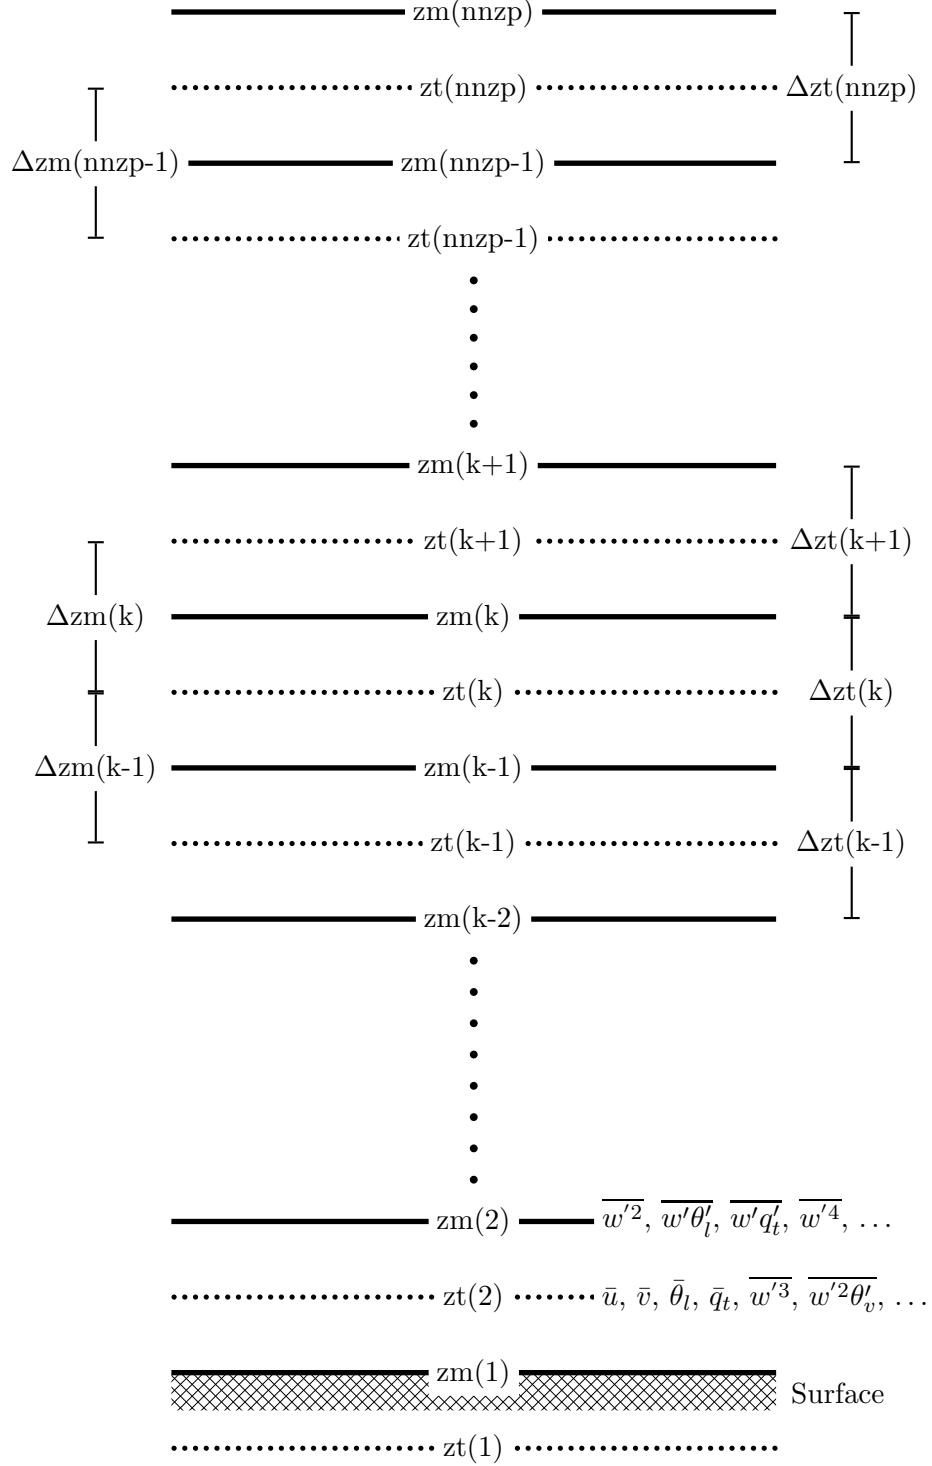 zm(nnzp)
zt(nnzp) Δzt(nnzp)
Δzm(nnzp-1) zm(nnzp-1)
zt(nnzp-1)
zm(k+1)
zt(k+1) Δzt(k+1)
Δzm(k) zm(k)
zt(k) Δzt(k)
Δzm(k-1) zm(k-1)
zt(k-1) Δzt(k-1)
zm(k-2)
zm(2) $\overline{w'^2}$, $\overline{w'\theta_l'}$, $\overline{w'q_t'}$, $\overline{w'^4}$, …
zt(2) $\bar{u}$, $\bar{v}$, $\bar{\theta}_l$, $\bar{q}_t$, $\overline{w'^3}$, $\overline{w'^2\theta_v'}$, …
zm(1)
Surface
zt(1)